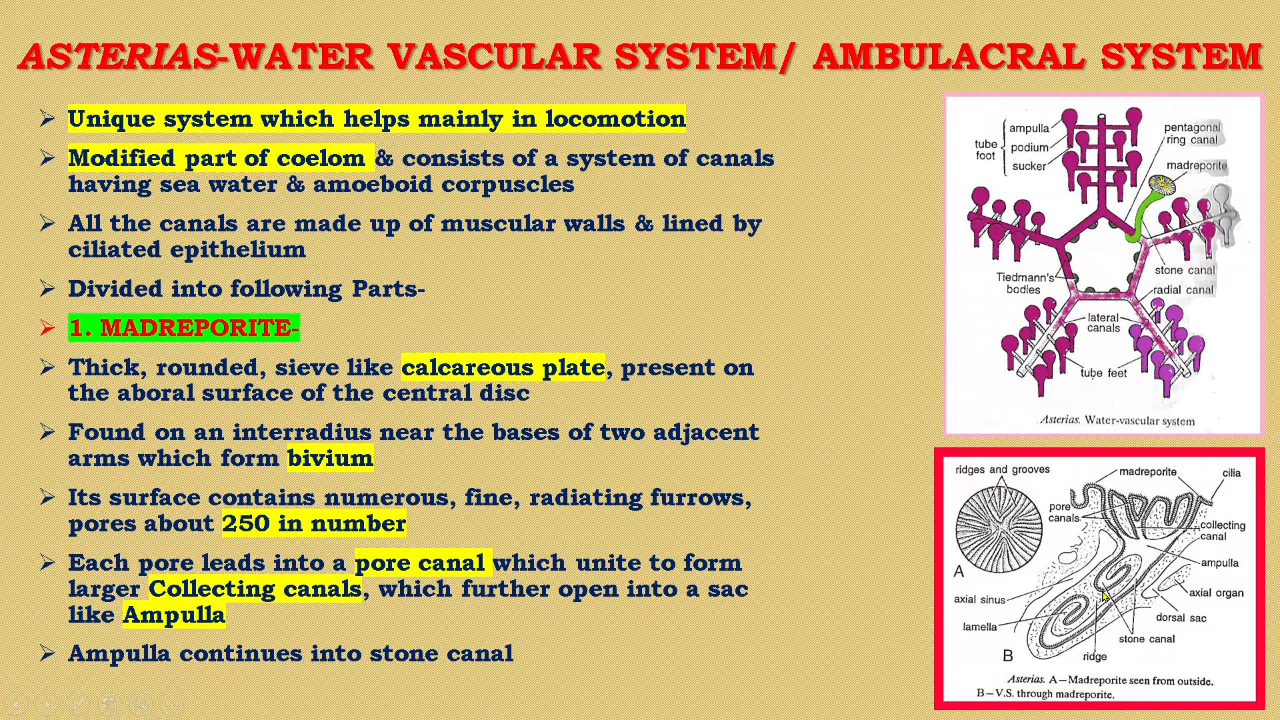 ASTERIAS-WATER VASCULAR SYSTEM/ AMBULACRAL SYSTEM
Unique system which helps mainly in locomotion
Modified part of coelom & consists of a system of canals
having sea water & amoeboid corpuscles
All the canals are made up of muscular walls & lined by
ciliated epithelium
Divided into following Parts-
1. MADREPORITE-
Thick, rounded, sieve like calcareous plate, present on
the aboral surface of the central disc
Found on an interradius near the bases of two adjacent
arms which form bivium
Its surface contains numerous, fine, radiating furrows,
pores about 250 in number
Each pore leads into a pore canal which unite to form
larger Collecting canals, which further open into a sac
like Ampulla
Ampulla continues into stone canal
tube
foot
ampulla
podium
sucker
pentagonal
ring canal
madreporite
Tiedmann's
bodies
stone canal
radial canal
lateral
canals
tube feet
Asterias. Water-vascular system
ridges and grooves
madreporite
cilia
pore
canals
collecting
canal
A
ampulla
axial sinus
axial organ
dorsal sac
lamella
stone canal
B
ridge
Asterias. A—Madreporite seen from outside.
B—V.S. through madreporite.